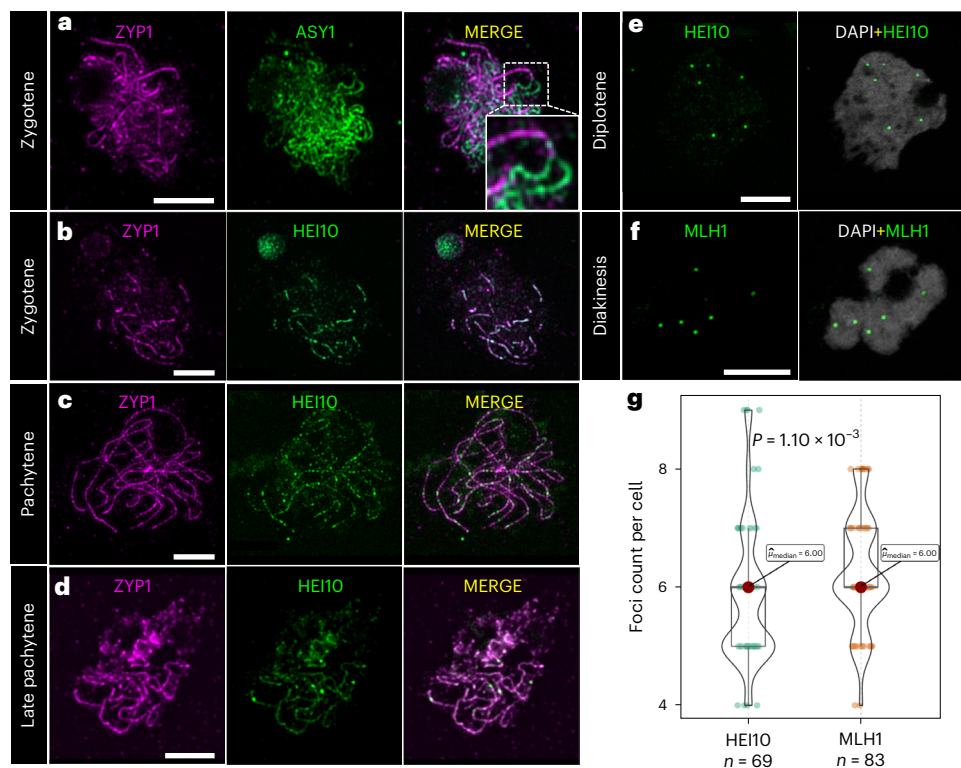 a
Zygotene
ZYP1
ASY1
MERGE
b
Zygotene
ZYP1
HEI10
MERGE
c
Pachytene
ZYP1
HEI10
MERGE
d
Late pachytene
ZYP1
HEI10
MERGE
e
Diplotene
HEI10
DAPI+HEI10
f
Diakinesis
MLH1
DAPI+MLH1
g
Foci count per cell
8
6
4
P = 1.10 × 10⁻³
μ̂median = 6.00
μ̂median = 6.00
HEI10
MLH1
n = 69
n = 83